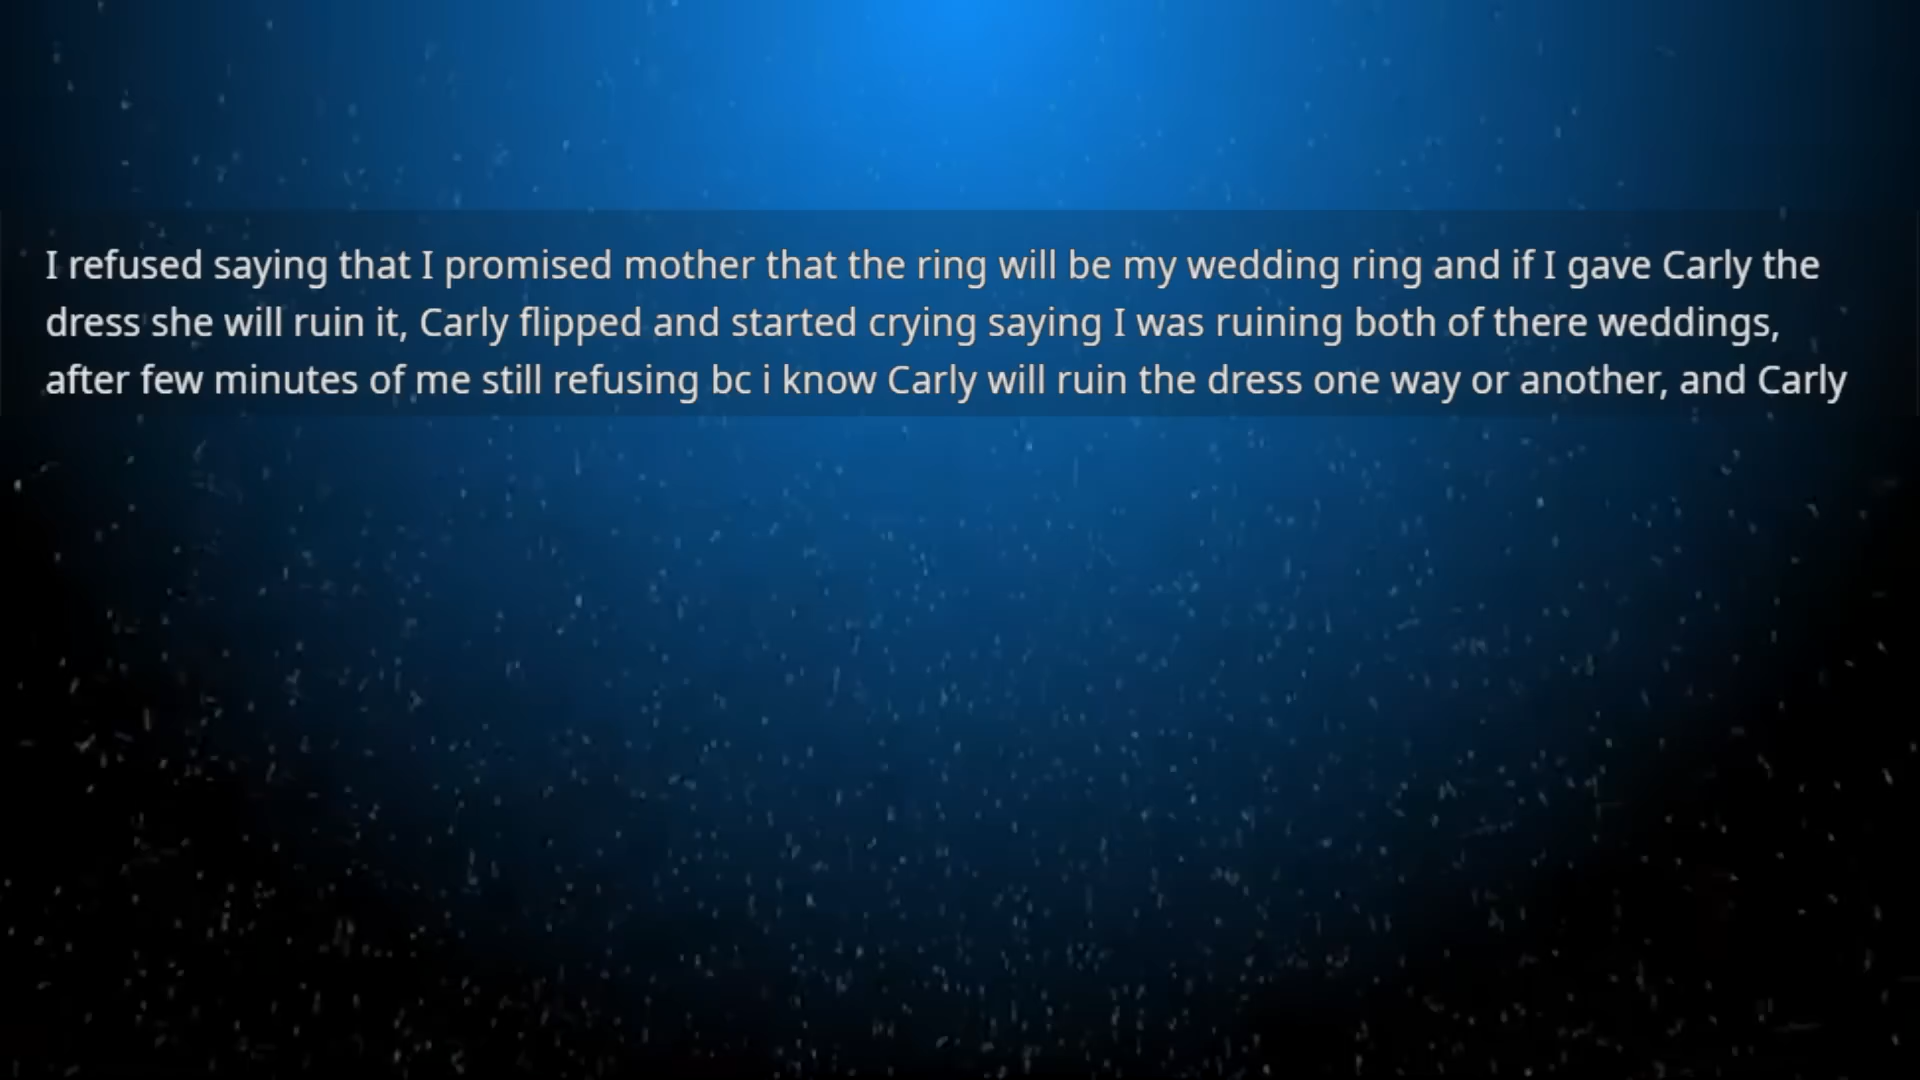 I refused saying that I promised mother that the ring will be my wedding ring and if I gave Carly the
dress she will ruin it, Carly flipped and started crying saying I was ruining both of there weddings,
after few minutes of me still refusing bc i know Carly will ruin the dress one way or another, and Carly